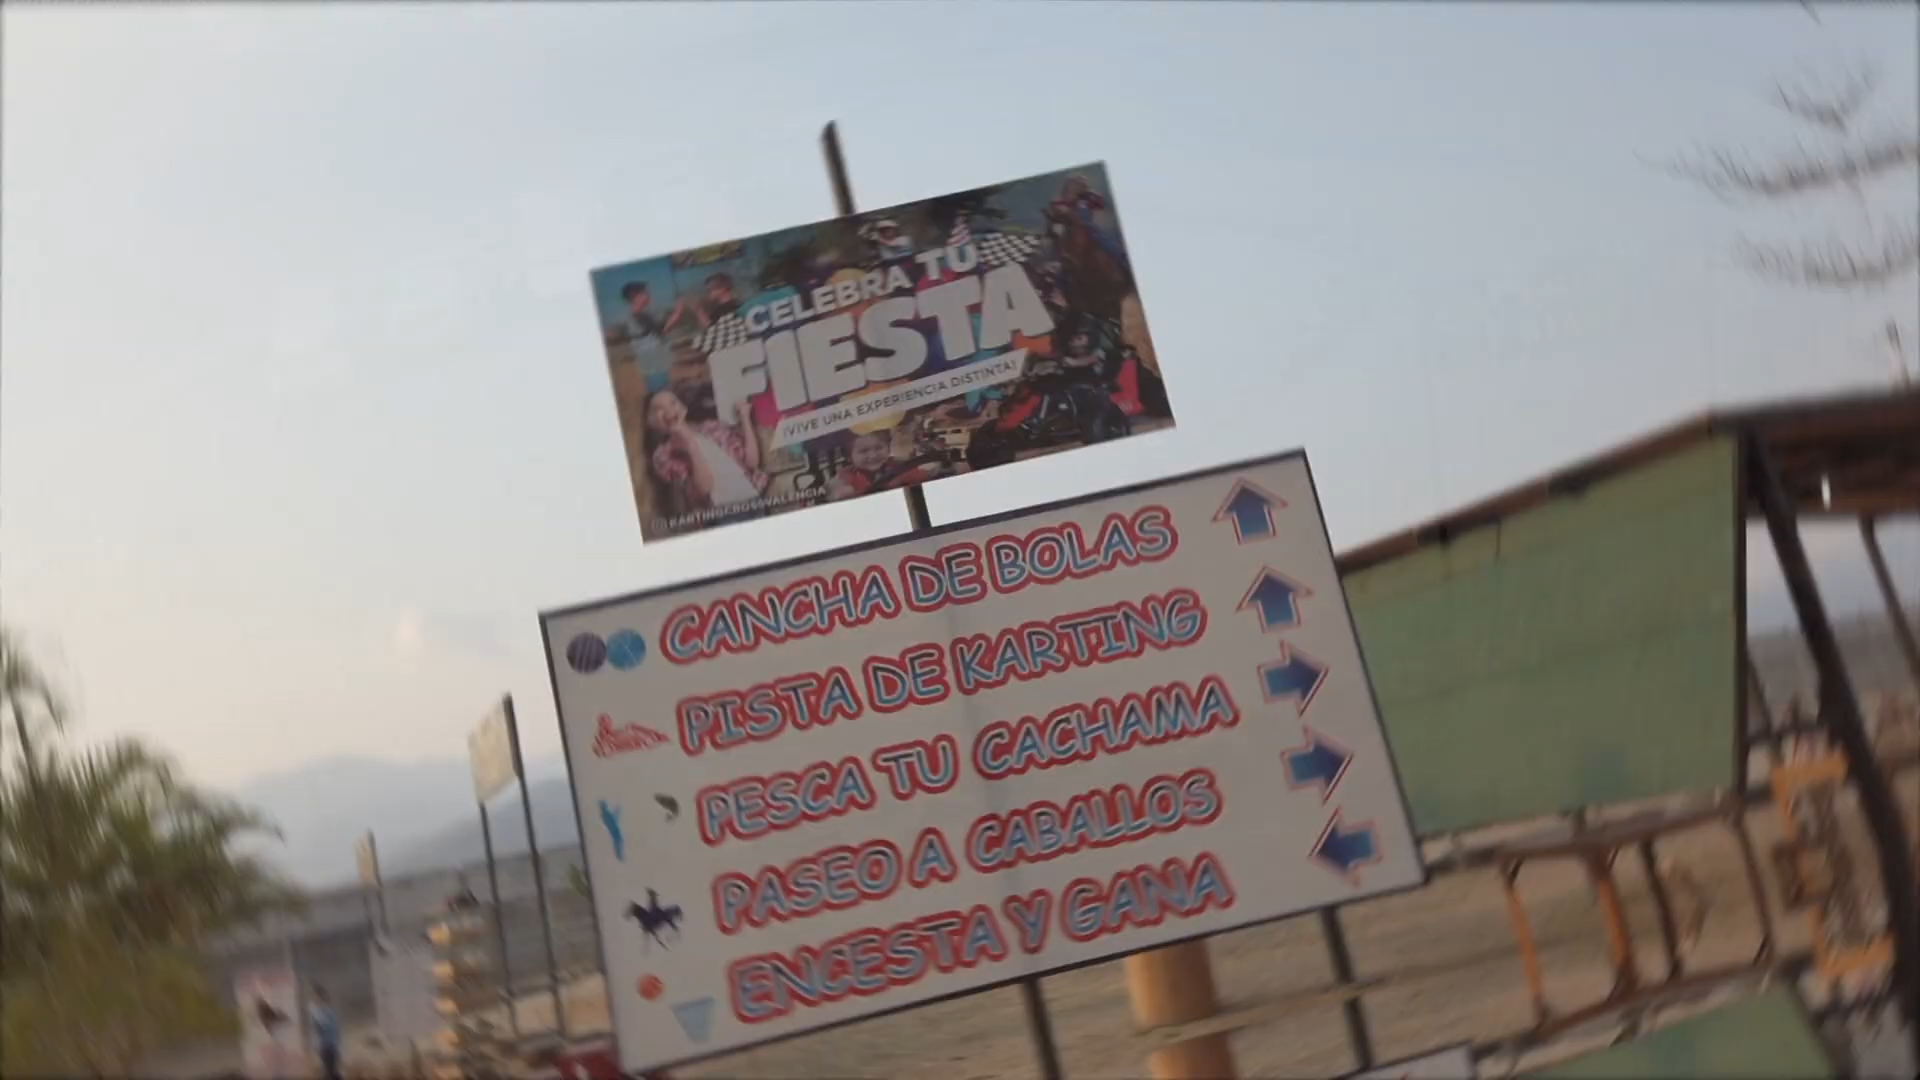 CELEBRA TU
FIESTA
¡VIVE UNA EXPERIENCIA DISTINTA!
@KARTINGCROSSVALENCIA
CANCHA DE BOLAS
PISTA DE KARTING
PESCA TU CACHAMA
PASEO A CABALLOS
ENCESTA Y GANA